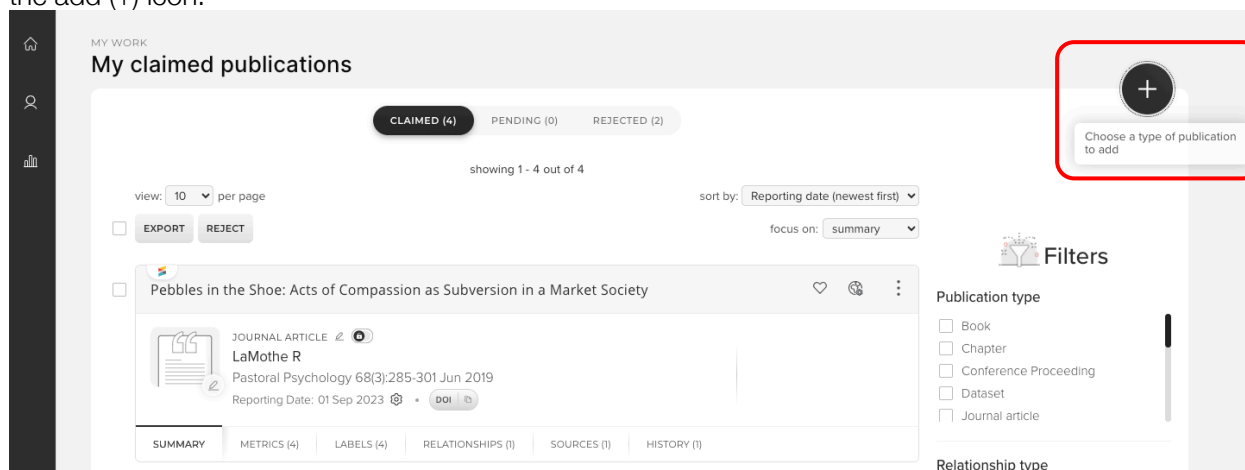 the add (+) icon.
MY WORK
My claimed publications
CLAIMED (4) PENDING (0) REJECTED (2)
Choose a type of publication
to add
showing 1 - 4 out of 4
view: 10 per page
sort by: Reporting date (newest first)
EXPORT REJECT
focus on: summary
Filters
Pebbles in the Shoe: Acts of Compassion as Subversion in a Market Society
Publication type
Book
Chapter
Conference Proceeding
Dataset
Journal article
JOURNAL ARTICLE
LaMothe R
Pastoral Psychology 68(3):285-301 Jun 2019
Reporting Date: 01 Sep 2023 • DOI
SUMMARY METRICS (4) LABELS (4) RELATIONSHIPS (1) SOURCES (1) HISTORY (1)
Relationship type